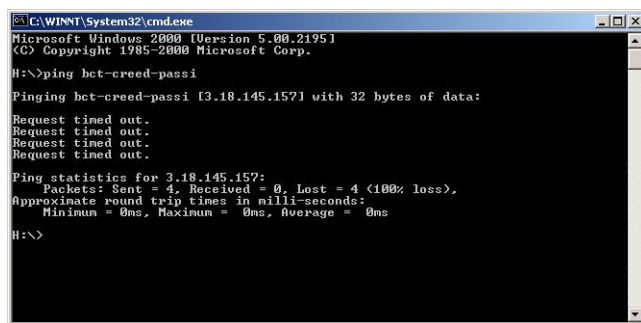 C:\WINNT\System32\cmd.exe
Microsoft Windows 2000 [Version 5.00.2195]
(C) Copyright 1985-2000 Microsoft Corp.
H:\>ping bct-creed-passi
Pinging bct-creed-passi [3.18.145.157] with 32 bytes of data:
Request timed out.
Request timed out.
Request timed out.
Request timed out.
Ping statistics for 3.18.145.157:
    Packets: Sent = 4, Received = 0, Lost = 4 (100% loss),
Approximate round trip times in milli-seconds:
    Minimum = 0ms, Maximum =  0ms, Average =  0ms
H:\>